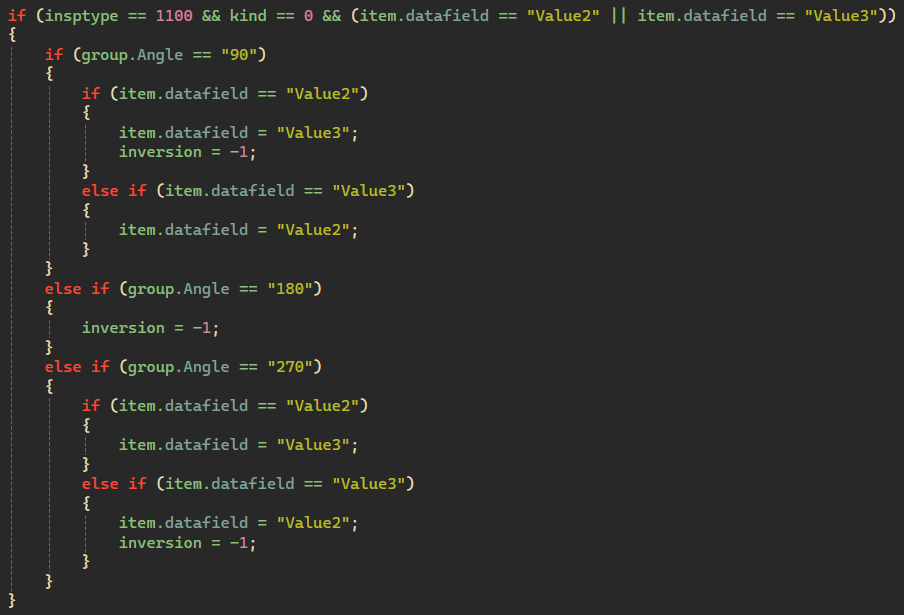 if (insptype == 1100 && kind == 0 && (item.datafield == "Value2" || item.datafield == "Value3"))
{
    if (group.Angle == "90")
    {
        if (item.datafield == "Value2")
        {
            item.datafield = "Value3";
            inversion = -1;
        }
        else if (item.datafield == "Value3")
        {
            item.datafield = "Value2";
        }
    }
    else if (group.Angle == "180")
    {
        inversion = -1;
    }
    else if (group.Angle == "270")
    {
        if (item.datafield == "Value2")
        {
            item.datafield = "Value3";
        }
        else if (item.datafield == "Value3")
        {
            item.datafield = "Value2";
            inversion = -1;
        }
    }
}